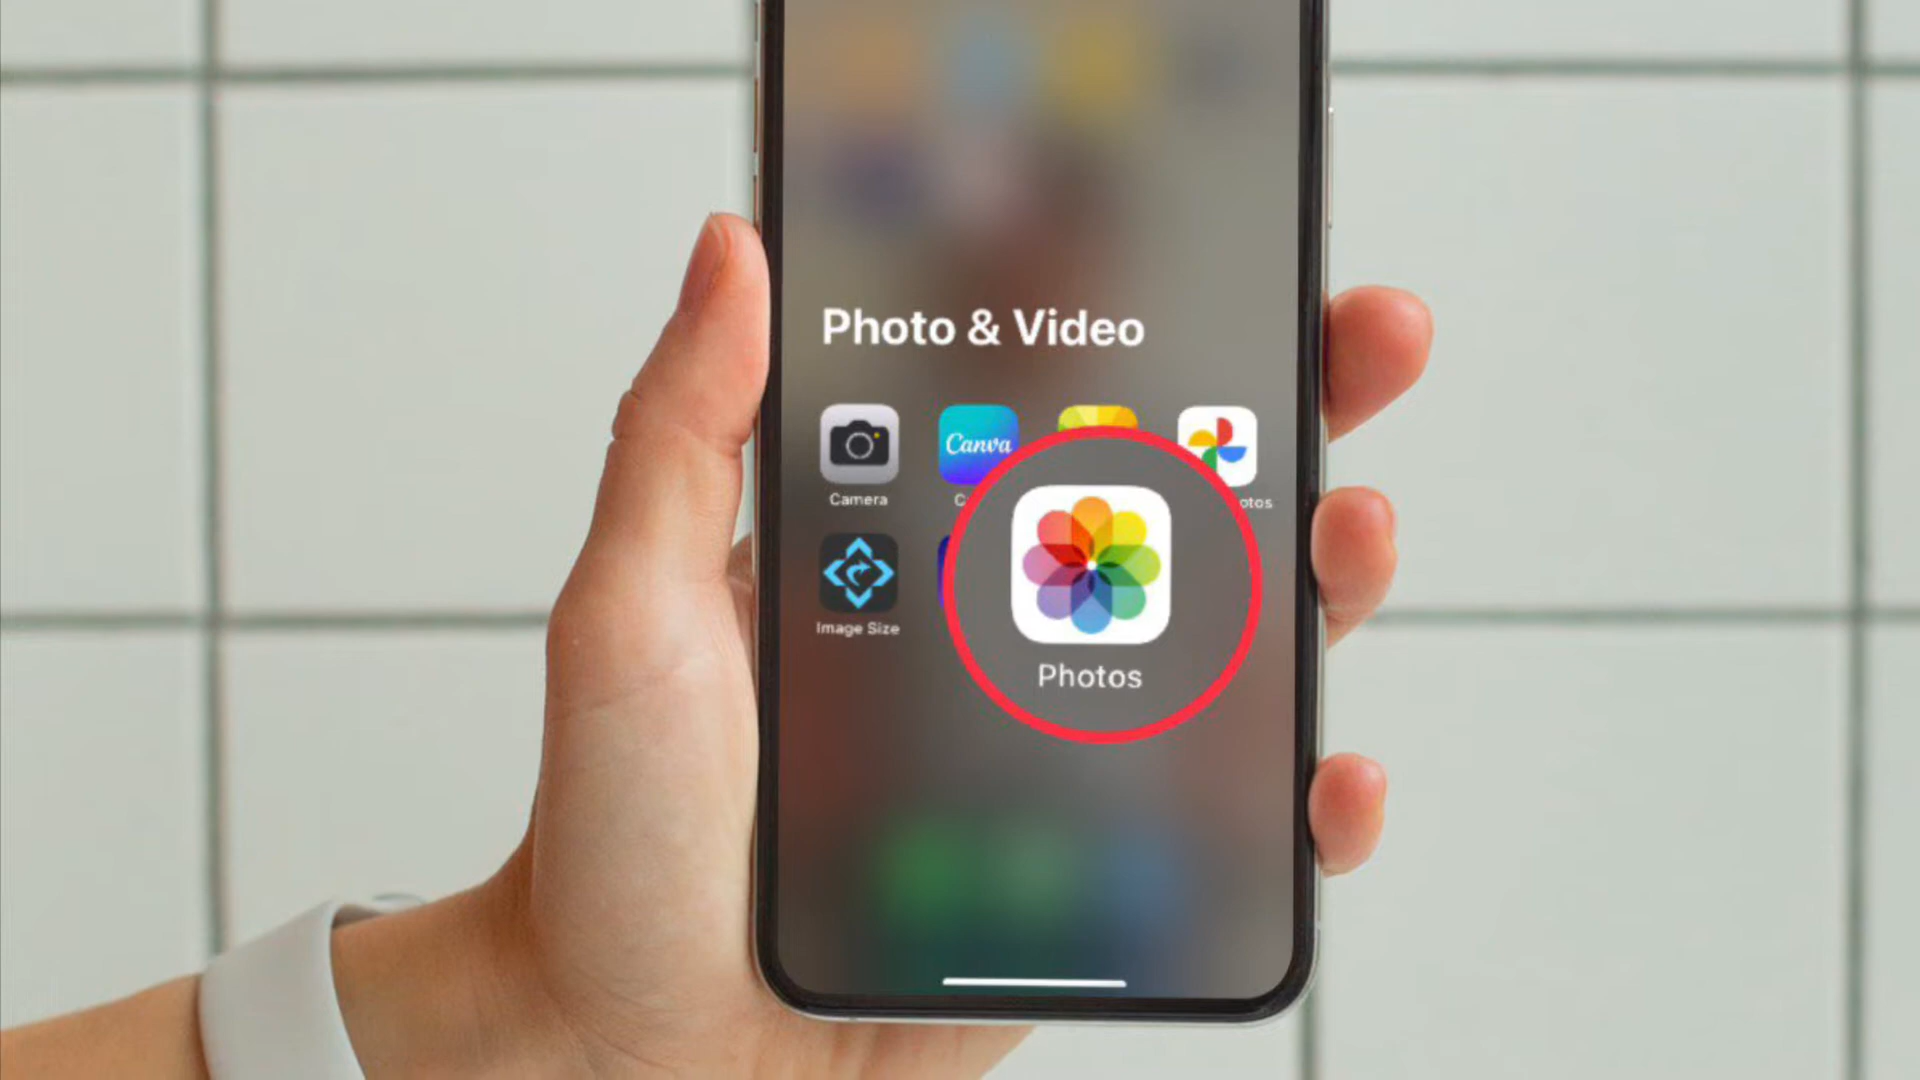 Photo & Video
Canva
Camera
Image Size
Photos